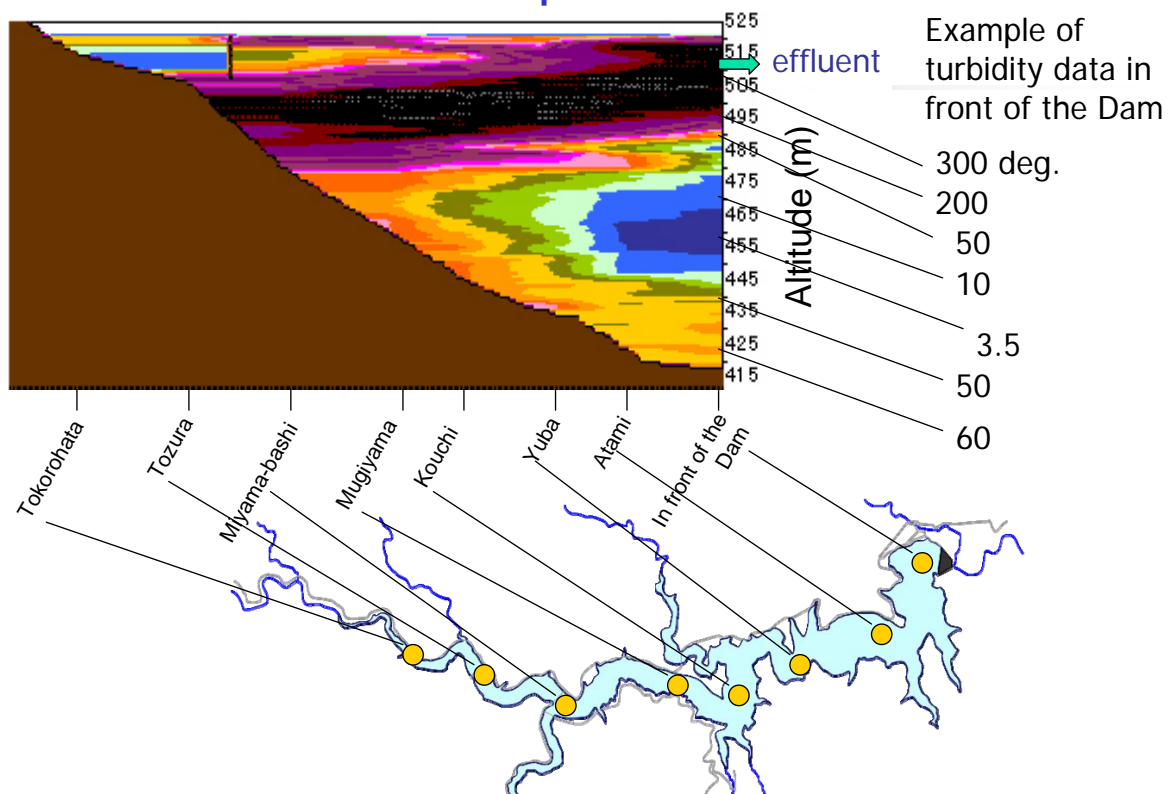 525
515
505
495
485
475
465
455
445
435
425
415
effluent
Altitude (m)
Example of
turbidity data in
front of the Dam
300 deg.
200
50
10
3.5
50
60
Tokorohata
Tozura
Miyama-bashi
Mugiyama
Kouchi
Yuba
Atami
In front of the
Dam